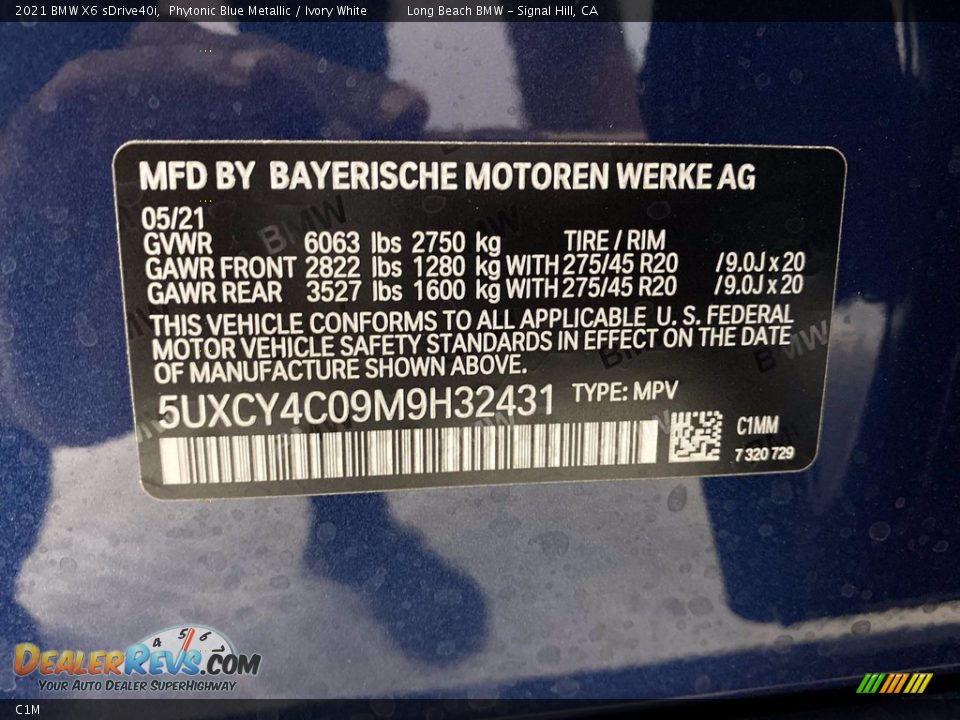 2021 BMW X6 sDrive40i, Phytonic Blue Metallic / Ivory White Long Beach BMW - Signal Hill, CA
MFD BY BAYERISCHE MOTOREN WERKE AG
05/21
GVWR 6063 lbs 2750 kg TIRE / RIM
GAWR FRONT 2822 lbs 1280 kg WITH 275/45 R20 /9.0J x 20
GAWR REAR 3527 lbs 1600 kg WITH 275/45 R20 /9.0J x 20
THIS VEHICLE CONFORMS TO ALL APPLICABLE U. S. FEDERAL
MOTOR VEHICLE SAFETY STANDARDS IN EFFECT ON THE DATE
OF MANUFACTURE SHOWN ABOVE.
5UXCY4C09M9H32431 TYPE: MPV
C1MM
7 320 729
4 5 6
DEALERREVS.COM
YOUR AUTO DEALER SUPERHIGHWAY
C1M